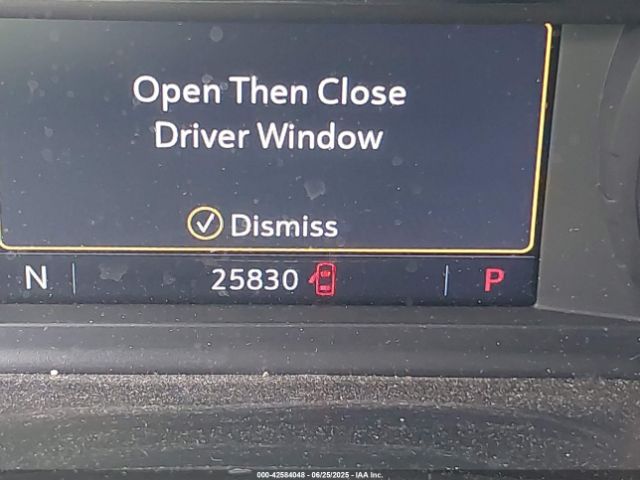 Open Then Close
Driver Window
Dismiss
N 25830 P
000-42584048 - 06/25/2025 - IAA Inc.